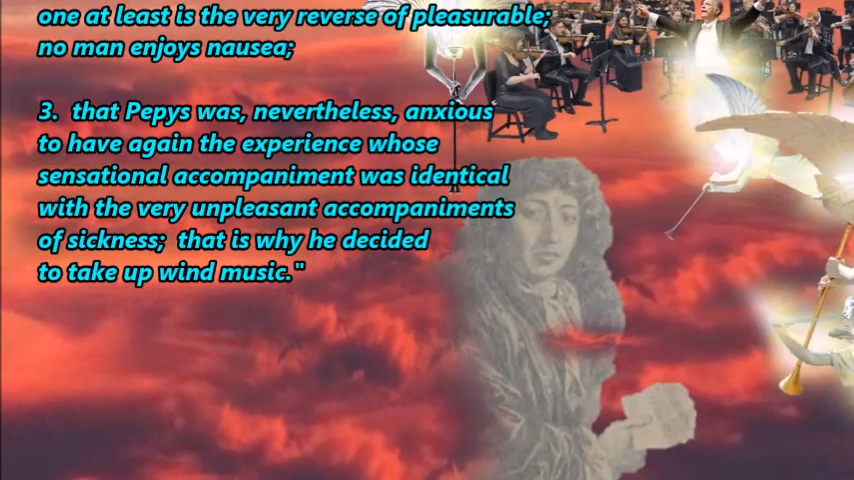 one at least is the very reverse of pleasurable;
no man enjoys nausea;
3.  that Pepys was, nevertheless, anxious
to have again the experience whose
sensational accompaniment was identical
with the very unpleasant accompaniments
of sickness;  that is why he decided
to take up wind music."